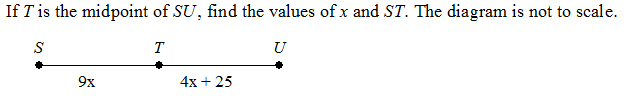 If T is the midpoint of SU, find the values of x and ST. The diagram is not to scale.
S T U
9x 4x + 25